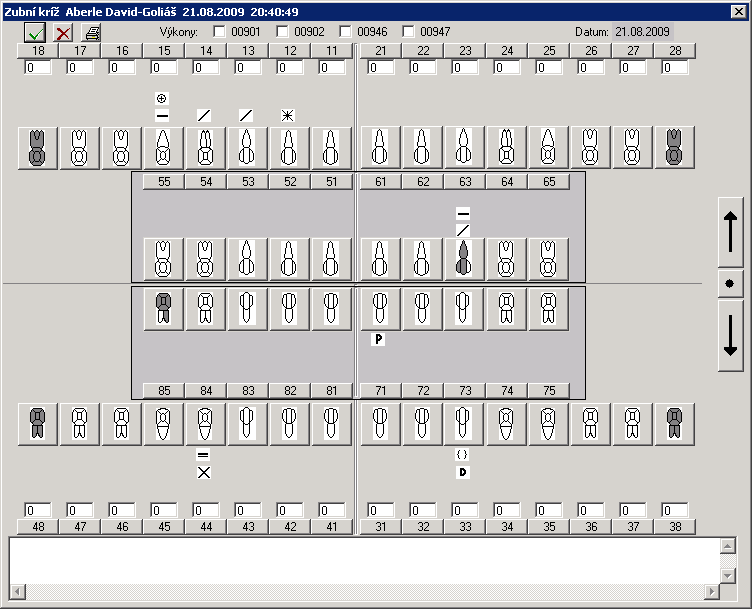 Zubní kríž Aberle David-Goliáš 21.08.2009 20:40:49
Výkony: 00901 00902 00946 00947 Datum: 21.08.2009
18 17 16 15 14 13 12 11 21 22 23 24 25 26 27 28
0 0 0 0 0 0 0 0 0 0 0 0 0 0 0 0
55 54 53 52 51 61 62 63 64 65
P
85 84 83 82 81 71 72 73 74 75
{}
D
0 0 0 0 0 0 0 0 0 0 0 0 0 0 0 0
48 47 46 45 44 43 42 41 31 32 33 34 35 36 37 38